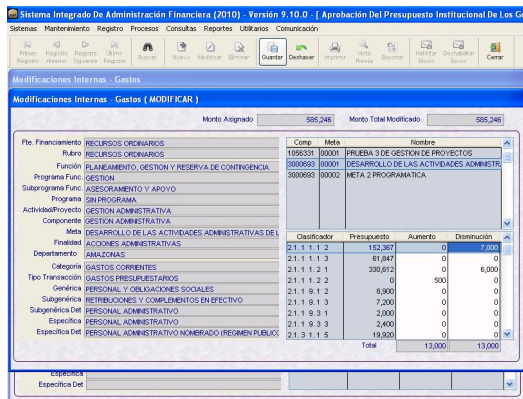 Sistema Integrado De Administración Financiera (2010) - Versión 9.10.0 - [ Aprobación Del Presupuesto Institucional De Los G
Sistemas Mantenimiento Registro Procesos Consultas Reportes Utilitarios Comunicación
Primer Registro Registro Anterior Registro Siguiente Último Registro Buscar Nuevo Modificar Eliminar Guardar Deshacer Imprimir Vista Previa Exportar Habilitar Envío Deshabilitar Envío Cerrar
Modificaciones Internas - Gastos
Modificaciones Internas - Gastos ( MODIFICAR )
Monto Asignado 585,246 Monto Total Modificado 585,246
Fte. Financiamiento RECURSOS ORDINARIOS
Rubro RECURSOS ORDINARIOS
Función PLANEAMIENTO, GESTION Y RESERVA DE CONTINGENCIA
Programa Func. GESTION
Subprograma Func. ASESORAMIENTO Y APOYO
Programa SIN PROGRAMA
Actividad/Proyecto GESTION ADMINISTRATIVA
Componente GESTION ADMINISTRATIVA
Meta DESARROLLO DE LAS ACTIVIDADES ADMINISTRATIVAS DE L
Finalidad ACCIONES ADMINISTRATIVAS
Departamento AMAZONAS
Categoría GASTOS CORRIENTES
Tipo Transacción GASTOS PRESUPUESTARIOS
Genérica PERSONAL Y OBLIGACIONES SOCIALES
Subgenérica RETRIBUCIONES Y COMPLEMENTOS EN EFECTIVO
Subgenérica Det PERSONAL ADMINISTRATIVO
Específica PERSONAL ADMINISTRATIVO
Específica Det PERSONAL ADMINISTRATIVO NOMBRADO (REGIMEN PUBLICO
Comp Meta Nombre
1056331 00001 PRUEBA 3 DE GESTION DE PROYECTOS
3000693 00001 DESARROLLO DE LAS ACTIVIDADES ADMINISTR.
3000693 00002 META 2 PROGRAMATICA
Clasificador Presupuesto Aumento Disminución
2.1. 1 1. 1 2 152,367 0 7,000
2.1. 1 1. 1 3 61,847 0 0
2.1. 1 1. 2 1 330,612 0 6,000
2.1. 1 1. 2 2 0 500 0
2.1. 1 9. 1 2 8,900 0 0
2.1. 1 9. 1 3 7,200 0 0
2.1. 1 9. 3 1 2,000 0 0
2.1. 1 9. 3 3 2,400 0 0
2.1. 3 1. 1 5 19,920 0 0
Total 13,000 13,000
Específica
Específica Det